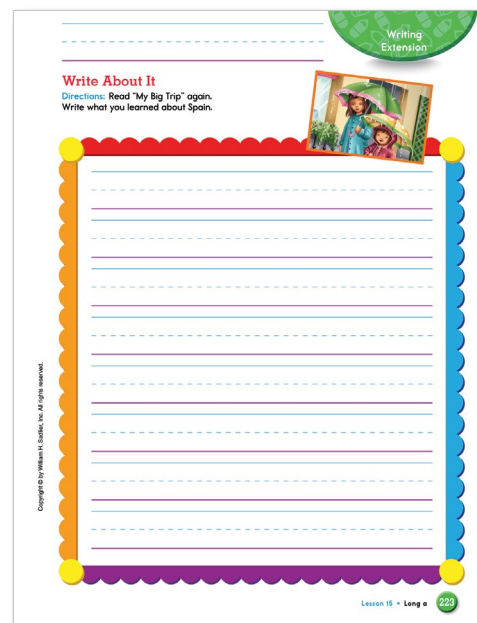 Writing
Extension
Write About It
Directions: Read "My Big Trip" again.
Write what you learned about Spain.
Copyright © by William H. Sadlier, Inc. All rights reserved.
Lesson 15 • Long a 223